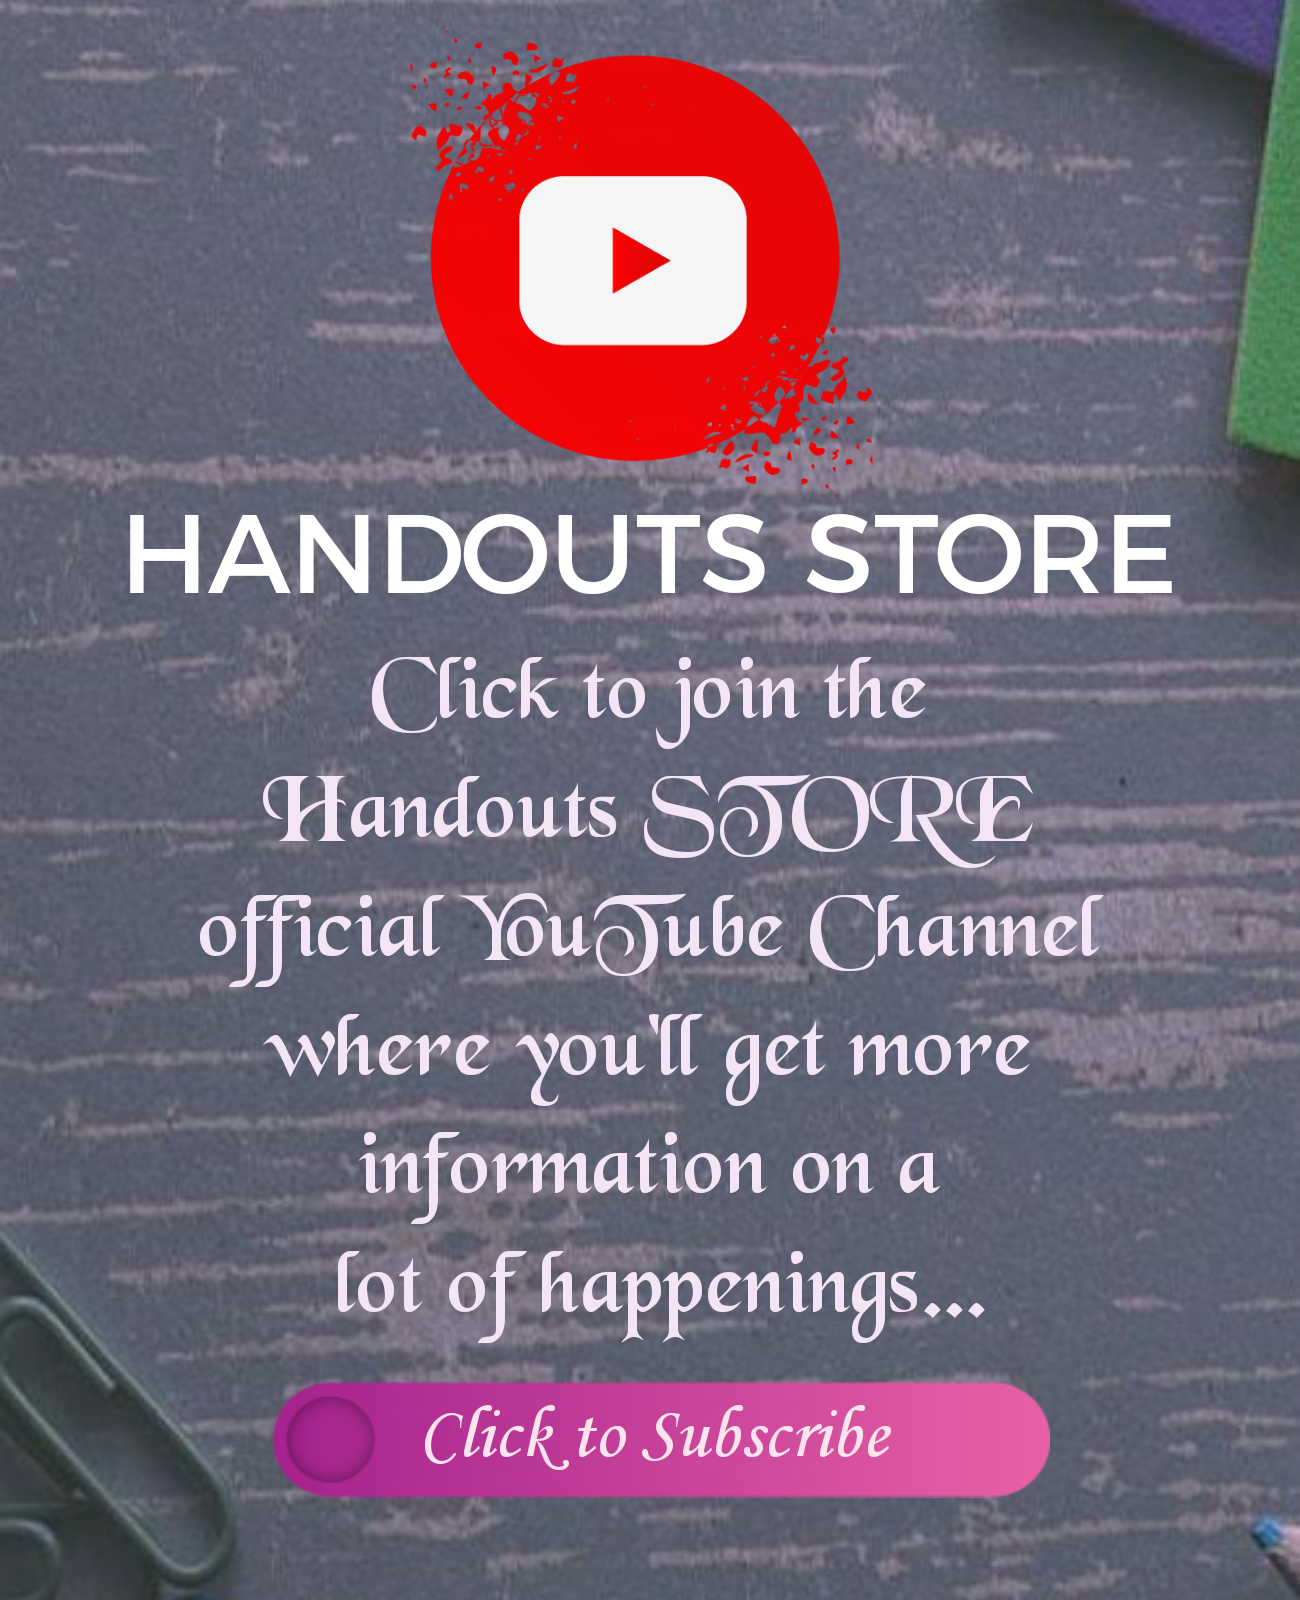 HANDOUTS STORE
Click to join the
Handouts STORE
official YouTube Channel
where you'll get more
information on a
lot of happenings...
Click to Subscribe